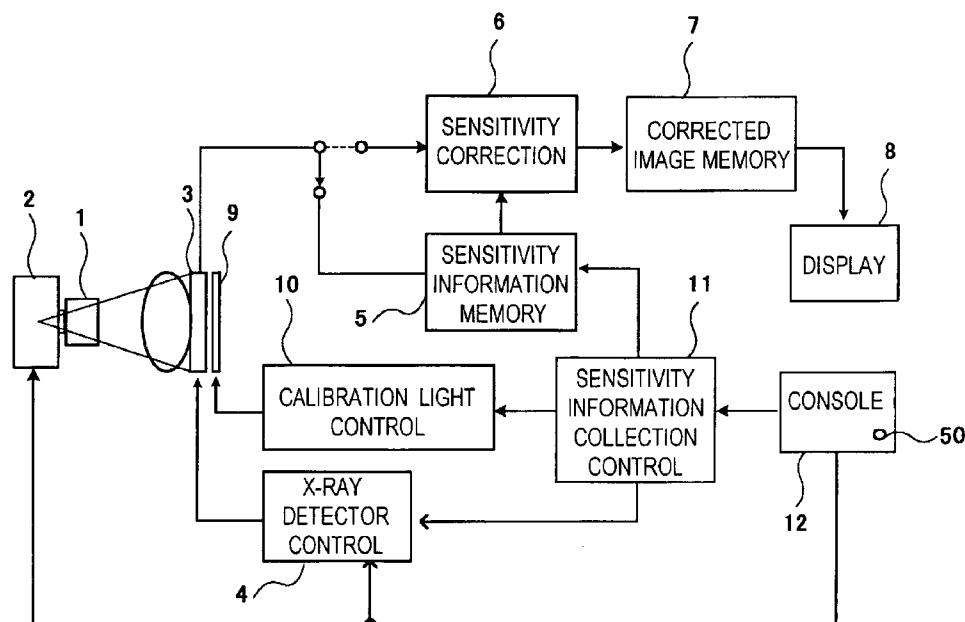 6
7
SENSITIVITY
CORRECTION
CORRECTED
IMAGE MEMORY
8
2
1
3
9
DISPLAY
SENSITIVITY
INFORMATION
MEMORY
5
10
11
CALIBRATION LIGHT
CONTROL
SENSITIVITY
INFORMATION
COLLECTION
CONTROL
CONSOLE
50
12
X-RAY
DETECTOR
CONTROL
4